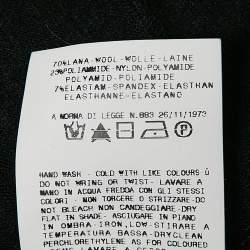 70%LANA-WOOL-WOLLE-LAINE
23%POLIAMMIDE-NYLON-POLYAMIDE
POLYAMID-POLIAMIDE
7%ELASTAM-SPANDEX-ELASTHAN
ELASTHANNE-ELASTANO
A NORMA DI LEGGE N.883 26/11/1973
HAND WASH - COLD WITH LIKE COLOURS Ù
DO NOT WRING OR TWIST- LAVARE A
MANO IN ACQUA FREDDA CON GLI STESSI
COLORI - NON TORCERE O STRIZZARE-DO
NOT BLEACH NON CANDEGGIARE-DRY
FLAT IN SHADE- ASCIUGARE IN PIANO
IN OMBRA-IRON,LOW-STIRARE A
TEMPERATURA BASSA-DRYCLEAN
PERCHLORETHYLENE AS FOR COLOURED